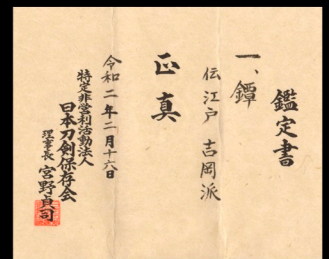 鑑定書
一、鐔
伝 江戸 吉岡派
正真
令和二年二月十六日
特定非営利活動法人
日本刀剣保存会
理事長 宮野貞司